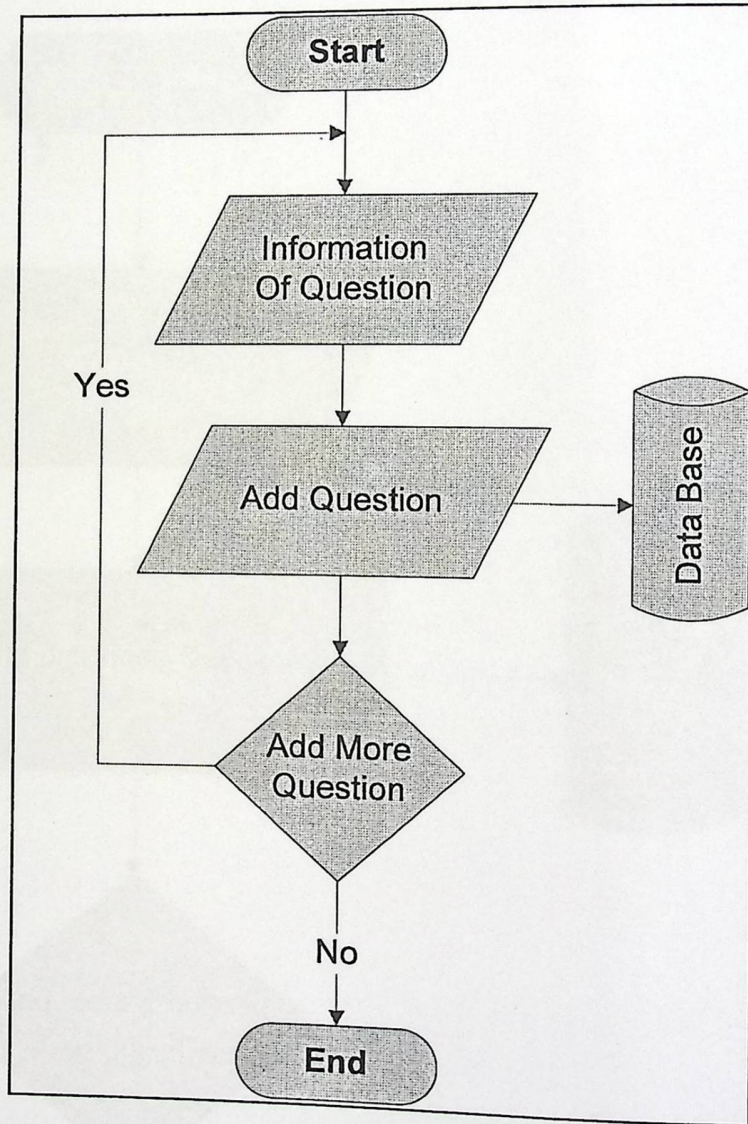 Start
Information
Of Question
Yes
Add Question
Data Base
Add More
Question
No
End